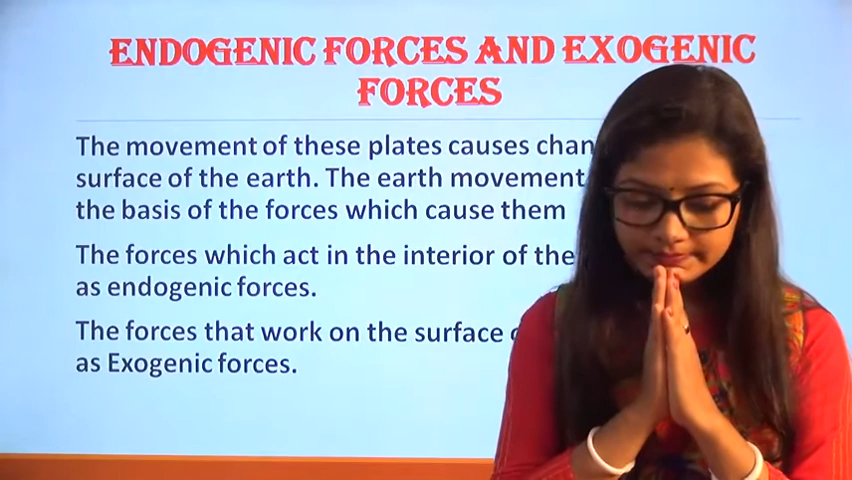 ENDOGENIC FORCES AND EXOGENIC
FORCES
The movement of these plates causes chan
surface of the earth. The earth movement
the basis of the forces which cause them
The forces which act in the interior of the
as endogenic forces.
The forces that work on the surface
as Exogenic forces.